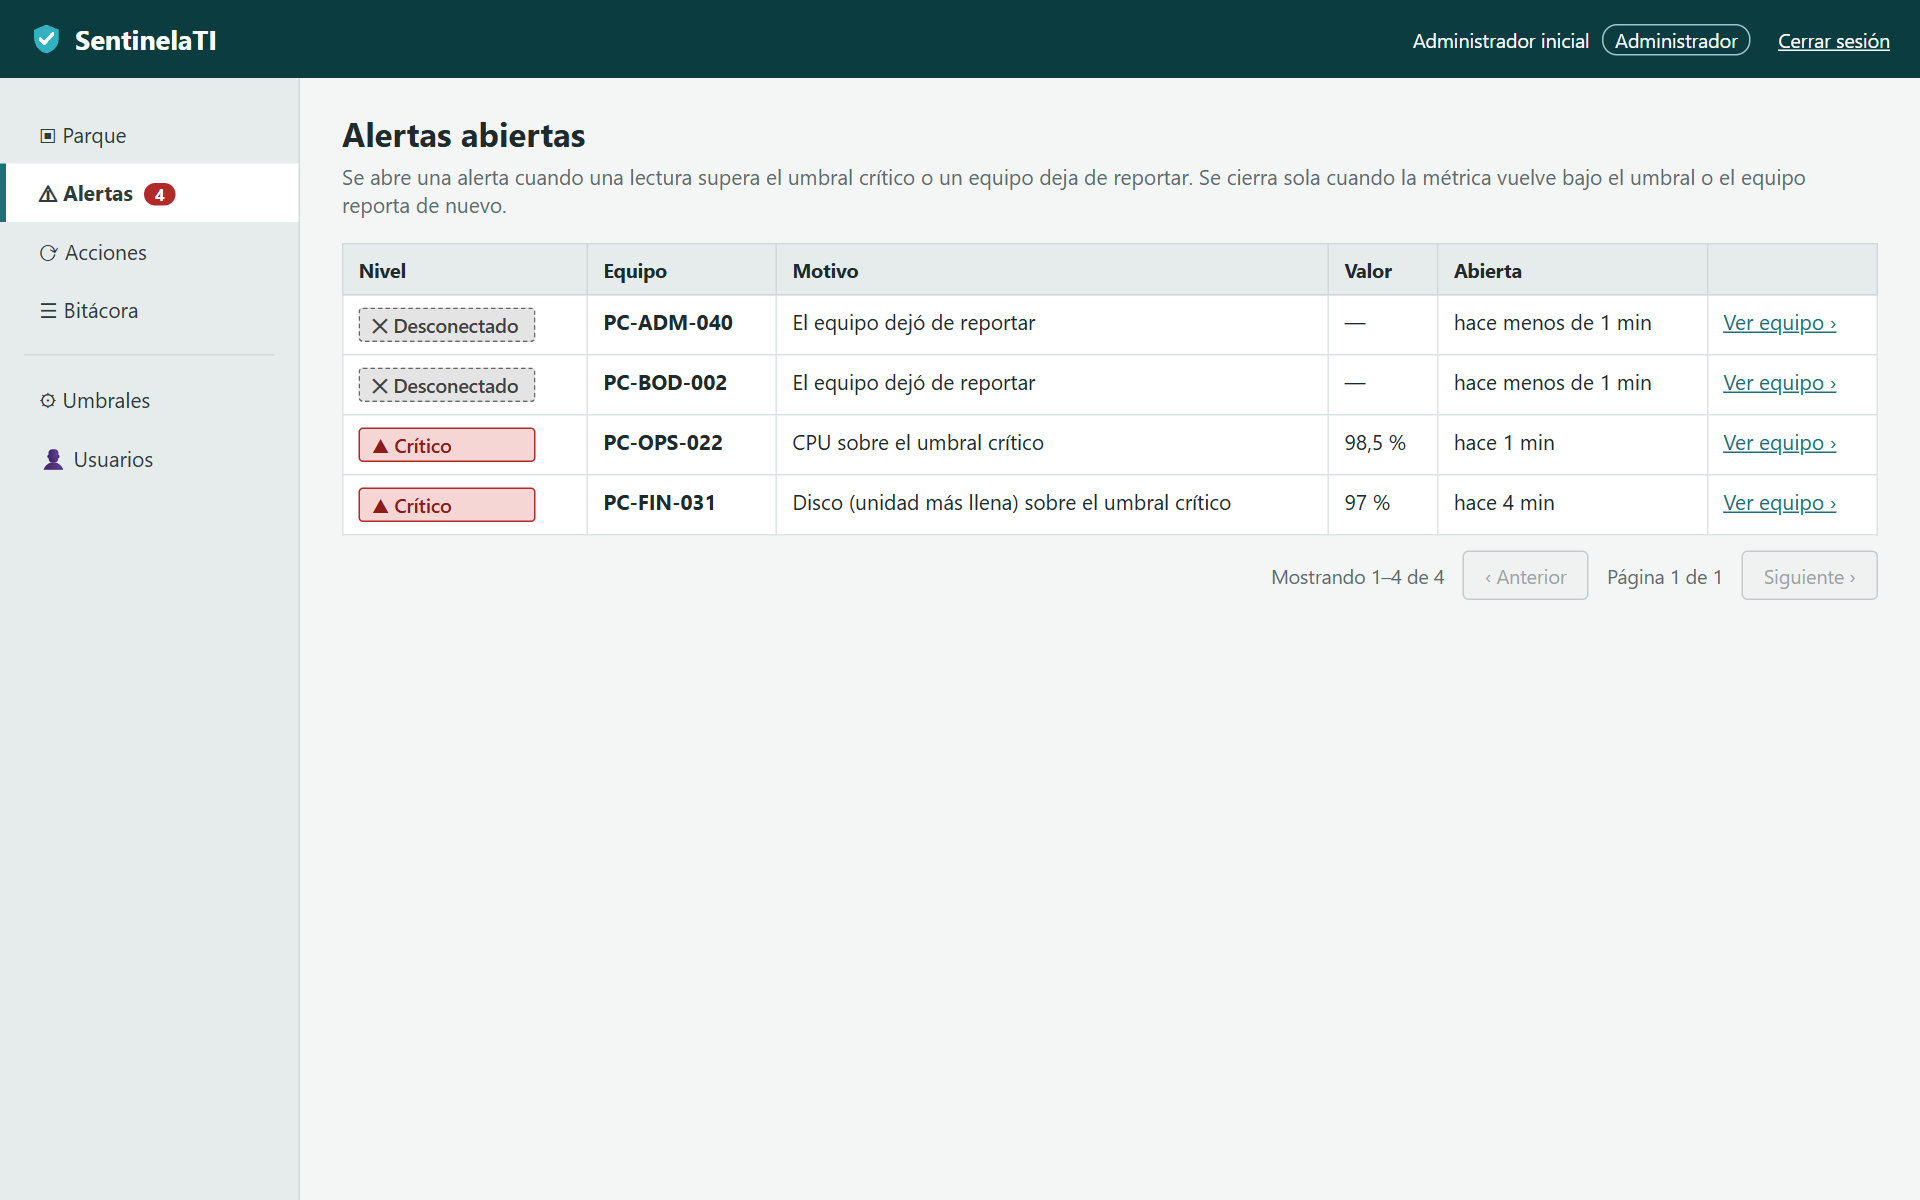 SentinelaTI
Administrador inicial Administrador Cerrar sesión
Parque
Alertas 4
Acciones
Bitácora
Umbrales
Usuarios
Alertas abiertas
Se abre una alerta cuando una lectura supera el umbral crítico o un equipo deja de reportar. Se cierra sola cuando la métrica vuelve bajo el umbral o el equipo
reporta de nuevo.
Nivel Equipo Motivo Valor Abierta
Desconectado PC-ADM-040 El equipo dejó de reportar — hace menos de 1 min Ver equipo ›
Desconectado PC-BOD-002 El equipo dejó de reportar — hace menos de 1 min Ver equipo ›
Crítico PC-OPS-022 CPU sobre el umbral crítico 98,5 % hace 1 min Ver equipo ›
Crítico PC-FIN-031 Disco (unidad más llena) sobre el umbral crítico 97 % hace 4 min Ver equipo ›
Mostrando 1–4 de 4 ‹ Anterior Página 1 de 1 Siguiente ›